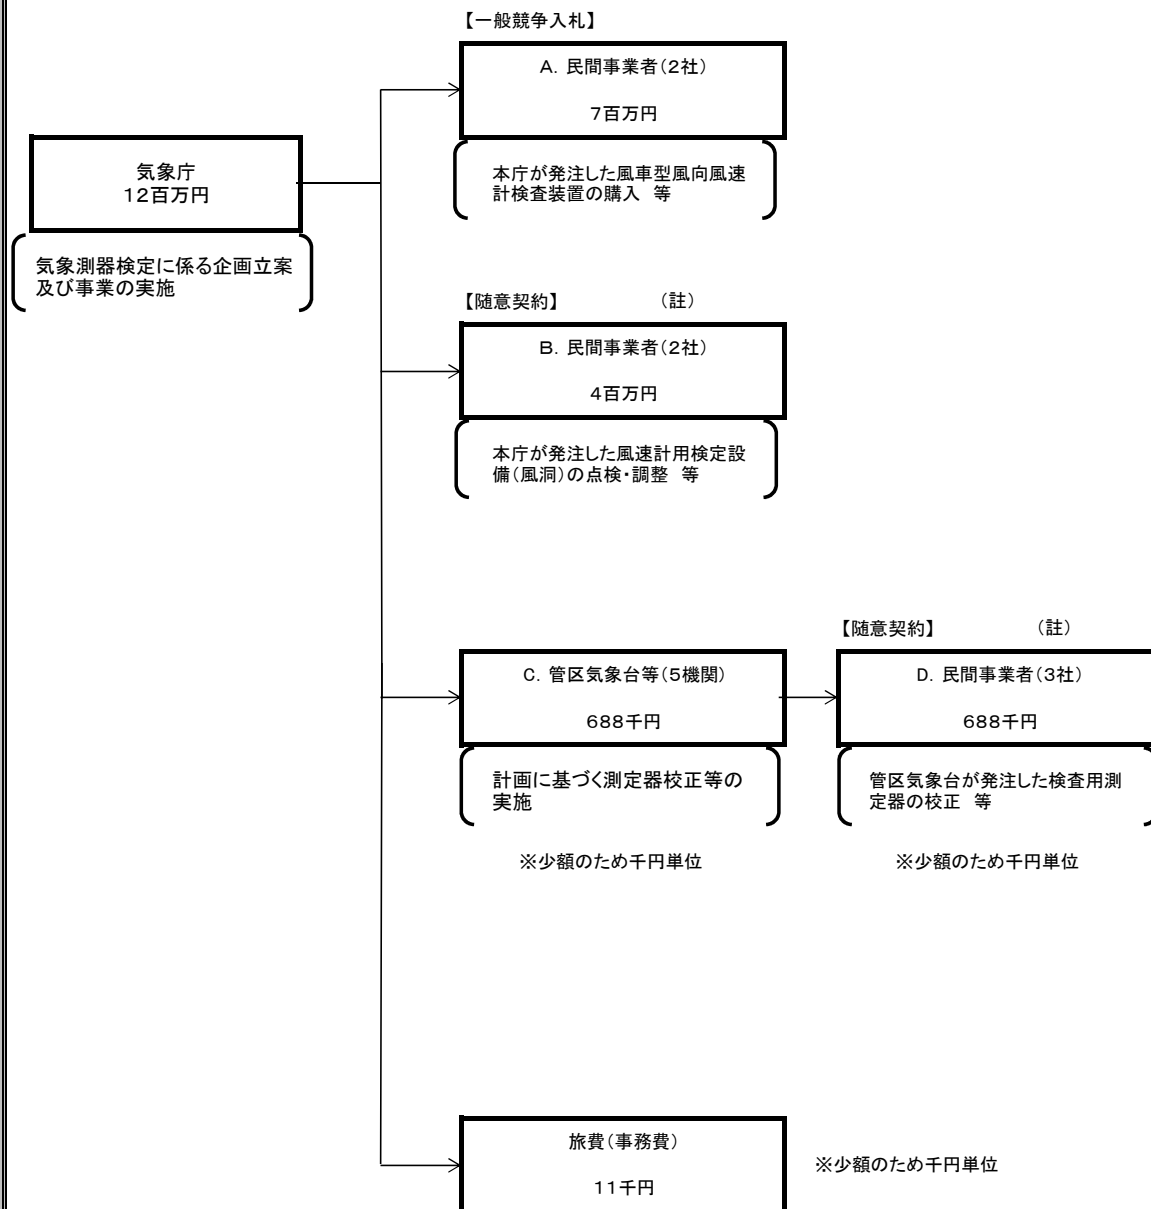 【一般競争入札】
A. 民間事業者(2社)
7百万円
本庁が発注した風車型風向風速
計検査装置の購入 等
気象庁
12百万円
気象測器検定に係る企画立案
及び事業の実施
【随意契約】 (註)
B. 民間事業者(2社)
4百万円
本庁が発注した風速計用検定設
備(風洞)の点検・調整 等
C. 管区気象台等(5機関)
688千円
計画に基づく測定器校正等の
実施
※少額のため千円単位
【随意契約】 (註)
D. 民間事業者(3社)
688千円
管区気象台が発注した検査用測
定器の校正 等
※少額のため千円単位
旅費(事務費)
11千円
※少額のため千円単位